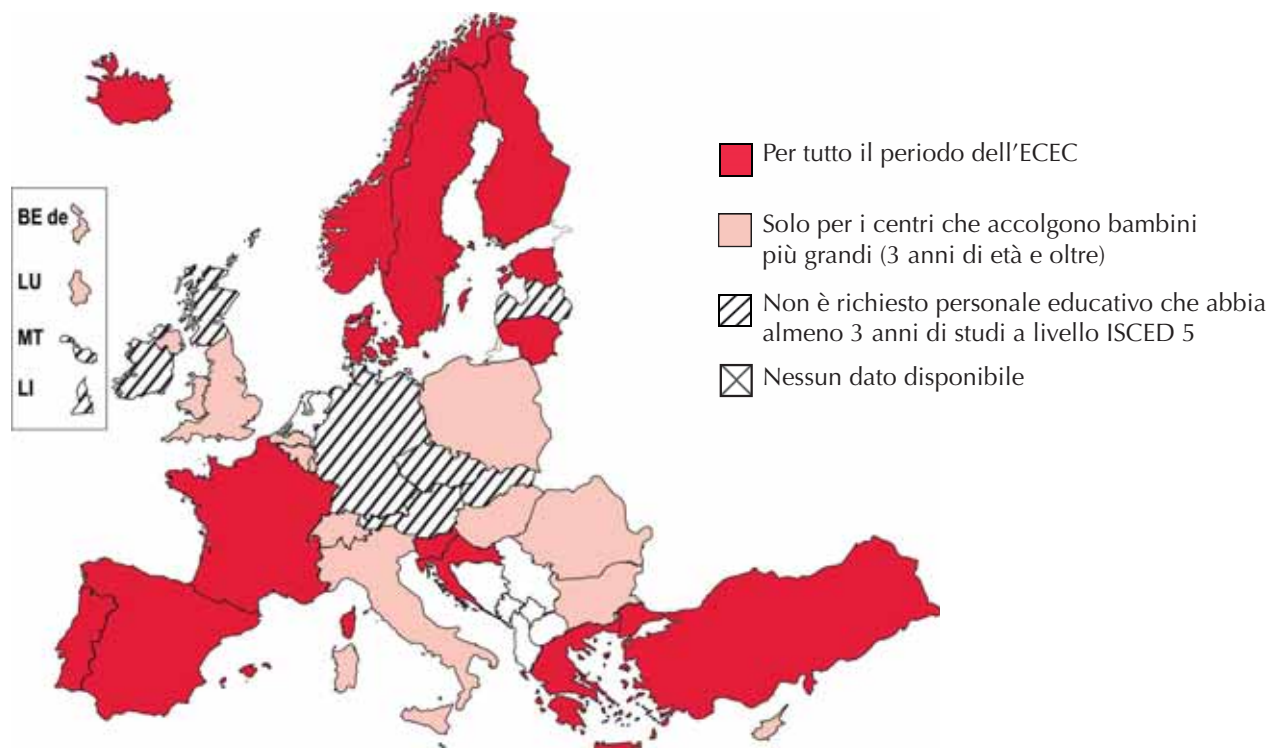 BE de
LU
MT
LI
Per tutto il periodo dell'ECEC
Solo per i centri che accolgono bambini
più grandi (3 anni di età e oltre)
Non è richiesto personale educativo che abbia
almeno 3 anni di studi a livello ISCED 5
Nessun dato disponibile